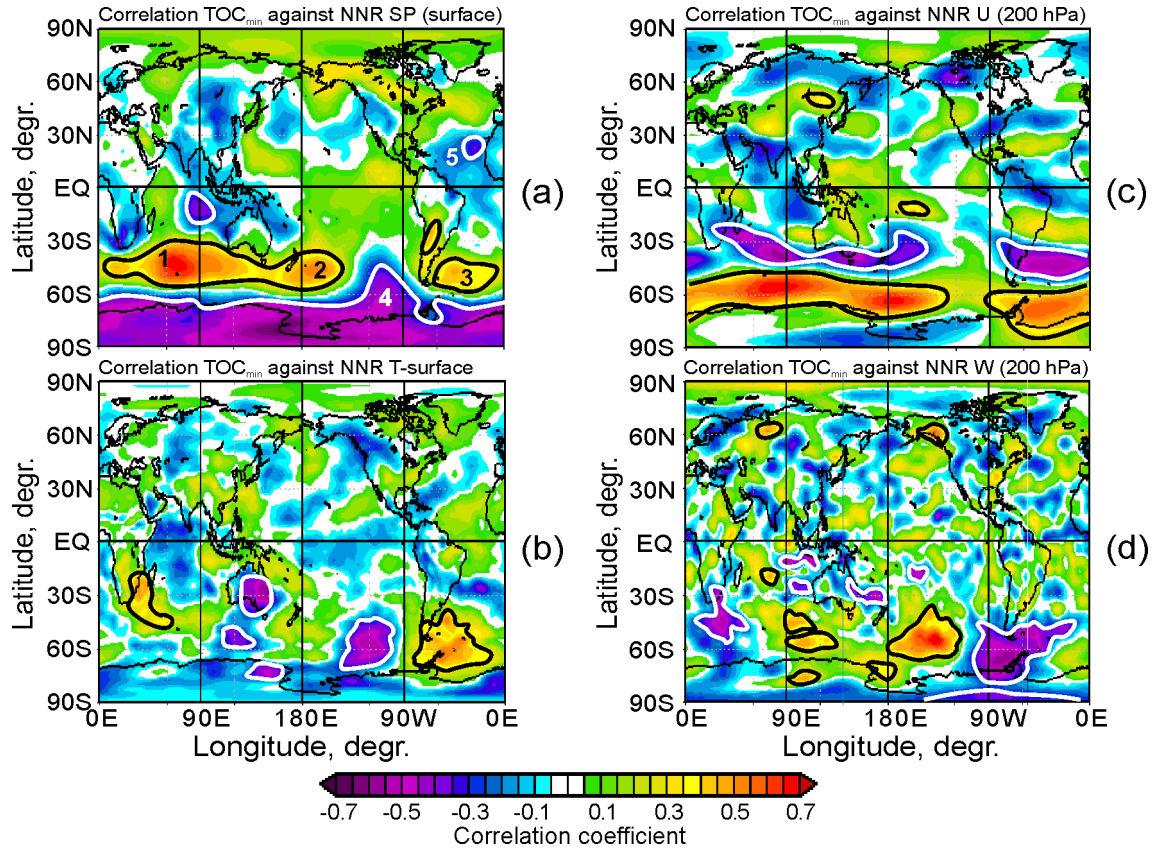 Correlation TOCmin against NNR SP (surface)
90N
60N
30N
EQ
30S
60S
90S
Latitude, degr.
1
2
3
4
5
(a)
Correlation TOCmin against NNR U (200 hPa)
90N
60N
30N
EQ
30S
60S
90S
Latitude, degr.
(c)
Correlation TOCmin against NNR T-surface
90N
60N
30N
EQ
30S
60S
90S
Latitude, degr.
(b)
0E 90E 180E 90W 0E
Longitude, degr.
Correlation TOCmin against NNR W (200 hPa)
90N
60N
30N
EQ
30S
60S
90S
Latitude, degr.
(d)
0E 90E 180E 90W 0E
Longitude, degr.
-0.7 -0.5 -0.3 -0.1 0.1 0.3 0.5 0.7
Correlation coefficient